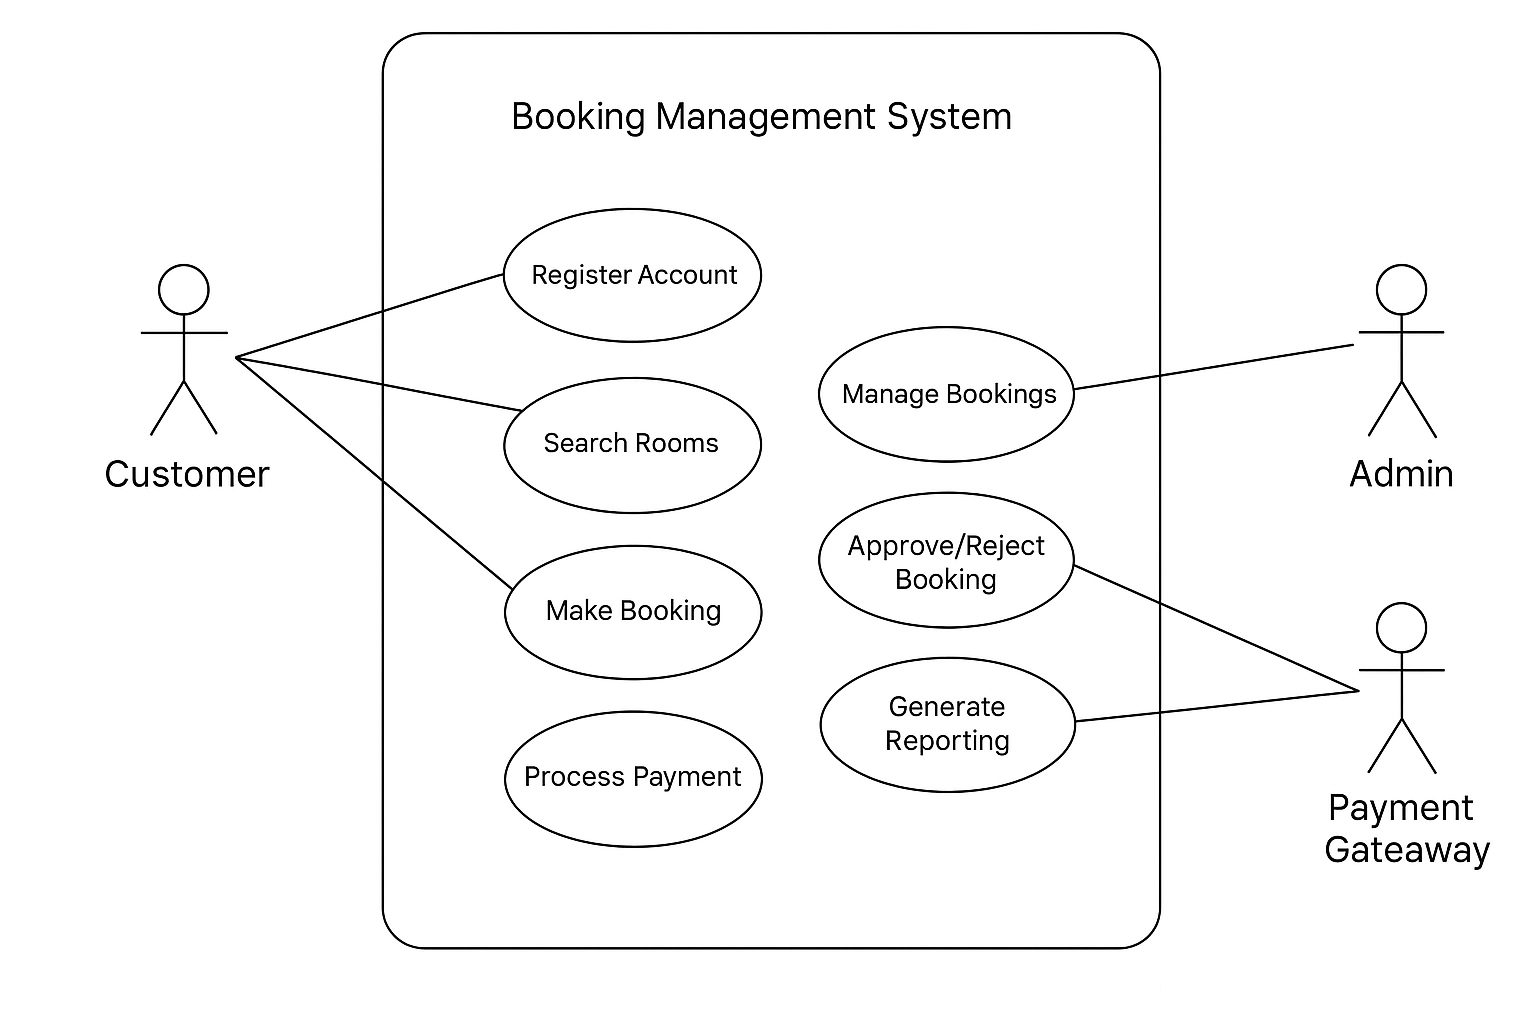 Booking Management System
Register Account
Search Rooms
Make Booking
Process Payment
Manage Bookings
Approve/Reject
Booking
Generate
Reporting
Customer
Admin
Payment
Gateaway